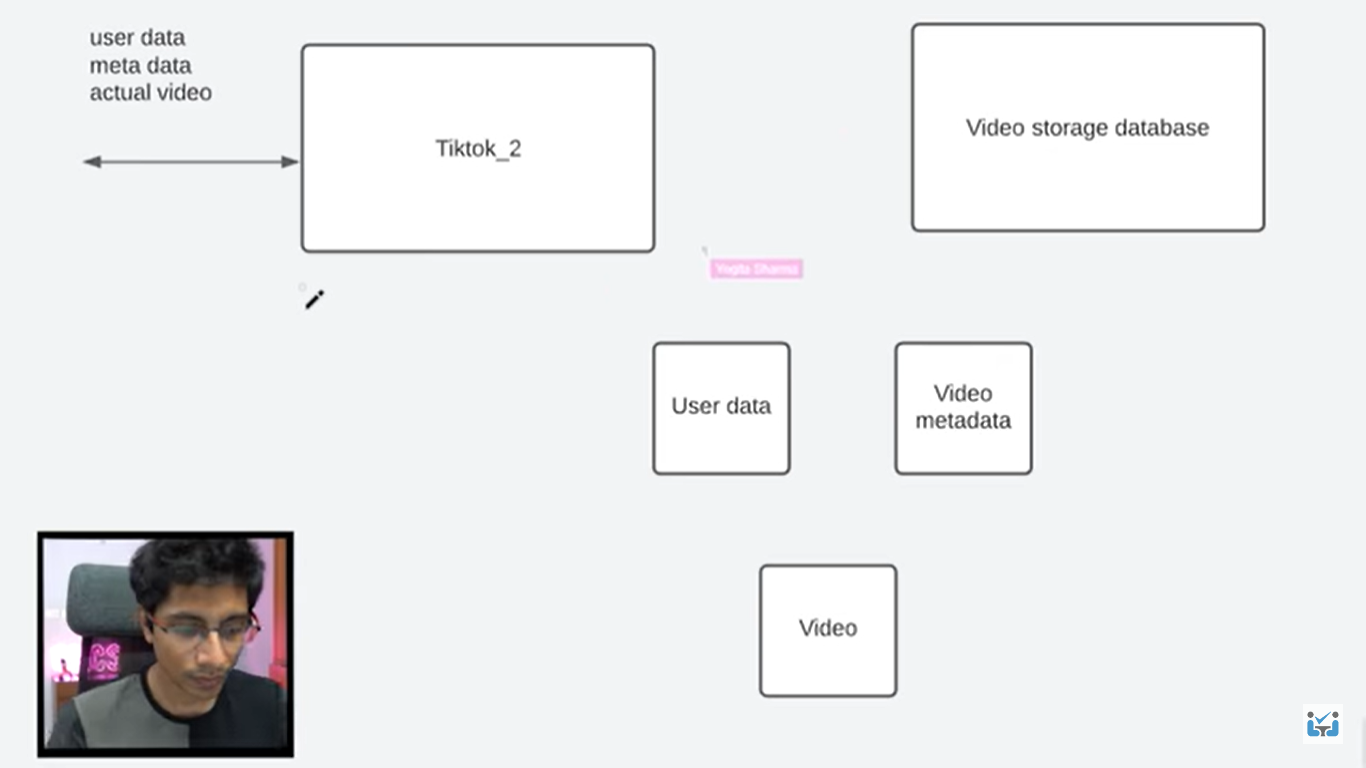 user data
meta data
actual video
Tiktok_2
Video storage database
Yogita Sharma
User data
Video
metadata
Video